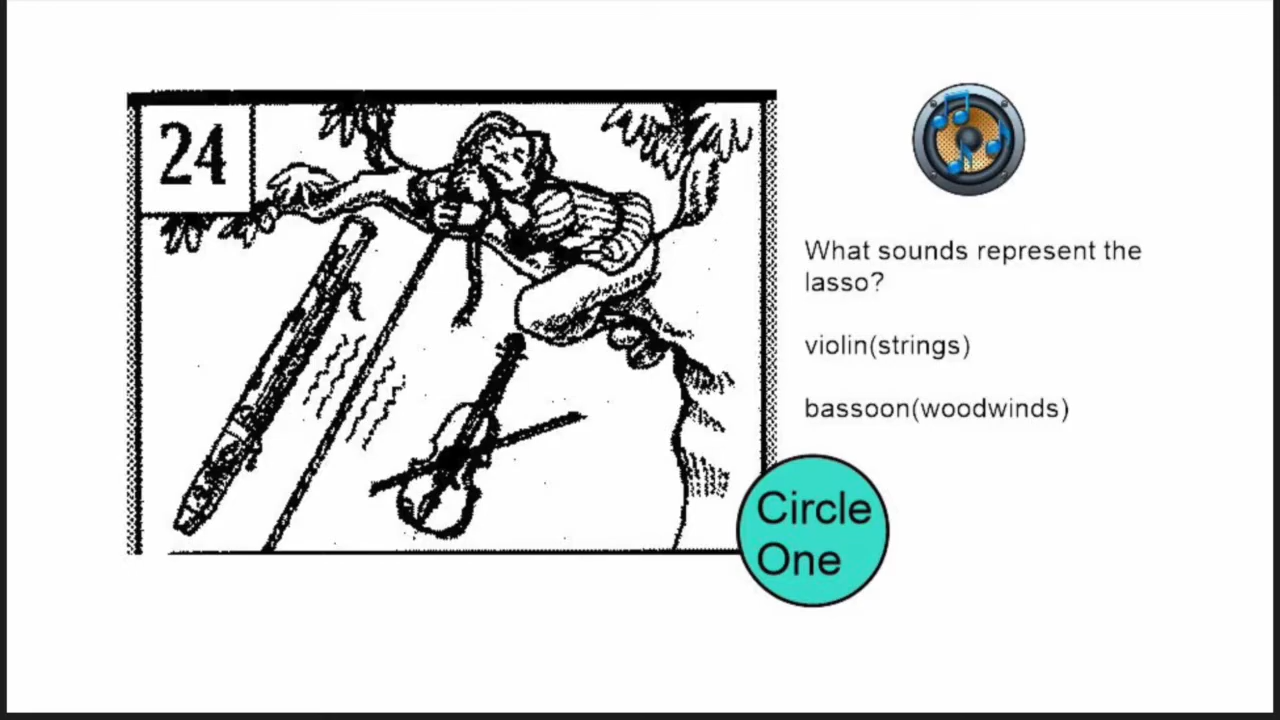 24
What sounds represent the
lasso?
violin(strings)
bassoon(woodwinds)
Circle
One